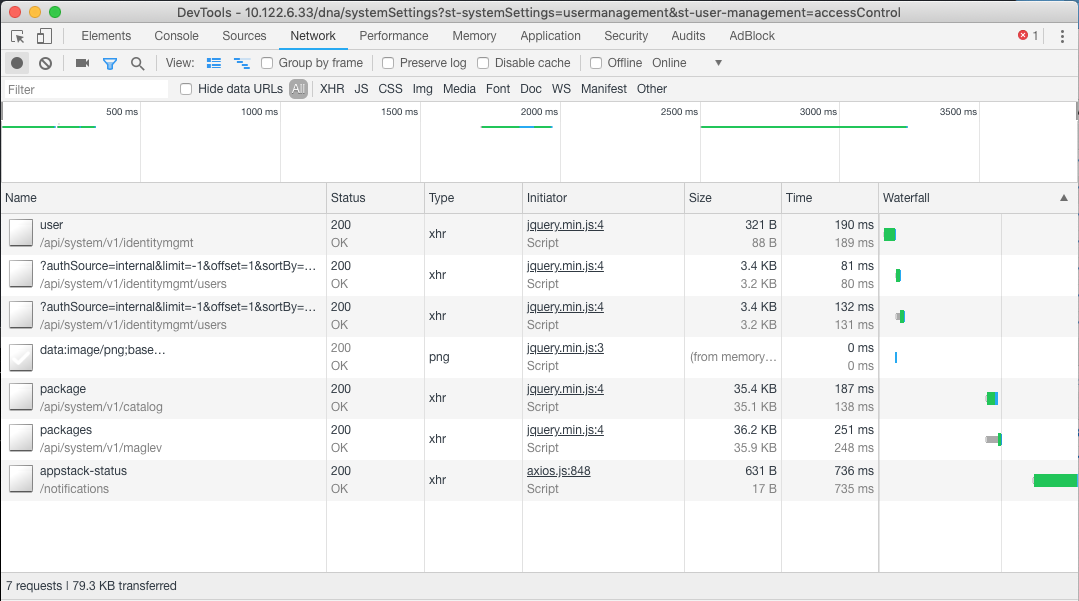 DevTools - 10.122.6.33/dna/systemSettings?st-systemSettings=usermanagement&st-user-management=accessControl
Elements Console Sources Network Performance Memory Application Security Audits AdBlock 1
View: Group by frame Preserve log Disable cache Offline Online
Filter Hide data URLs All XHR JS CSS Img Media Font Doc WS Manifest Other
500 ms 1000 ms 1500 ms 2000 ms 2500 ms 3000 ms 3500 ms
Name Status Type Initiator Size Time Waterfall
user 200 xhr jquery.min.js:4 321 B 190 ms
/api/system/v1/identitymgmt OK Script 88 B 189 ms
?authSource=internal&limit=-1&offset=1&sortBy=… 200 xhr jquery.min.js:4 3.4 KB 81 ms
/api/system/v1/identitymgmt/users OK Script 3.2 KB 80 ms
?authSource=internal&limit=-1&offset=1&sortBy=… 200 xhr jquery.min.js:4 3.4 KB 132 ms
/api/system/v1/identitymgmt/users OK Script 3.2 KB 131 ms
data:image/png;base… 200 png jquery.min.js:3 (from memory… 0 ms
OK Script 0 ms
package 200 xhr jquery.min.js:4 35.4 KB 187 ms
/api/system/v1/catalog OK Script 35.1 KB 138 ms
packages 200 xhr jquery.min.js:4 36.2 KB 251 ms
/api/system/v1/maglev OK Script 35.9 KB 248 ms
appstack-status 200 xhr axios.js:848 631 B 736 ms
/notifications OK Script 17 B 735 ms
7 requests | 79.3 KB transferred